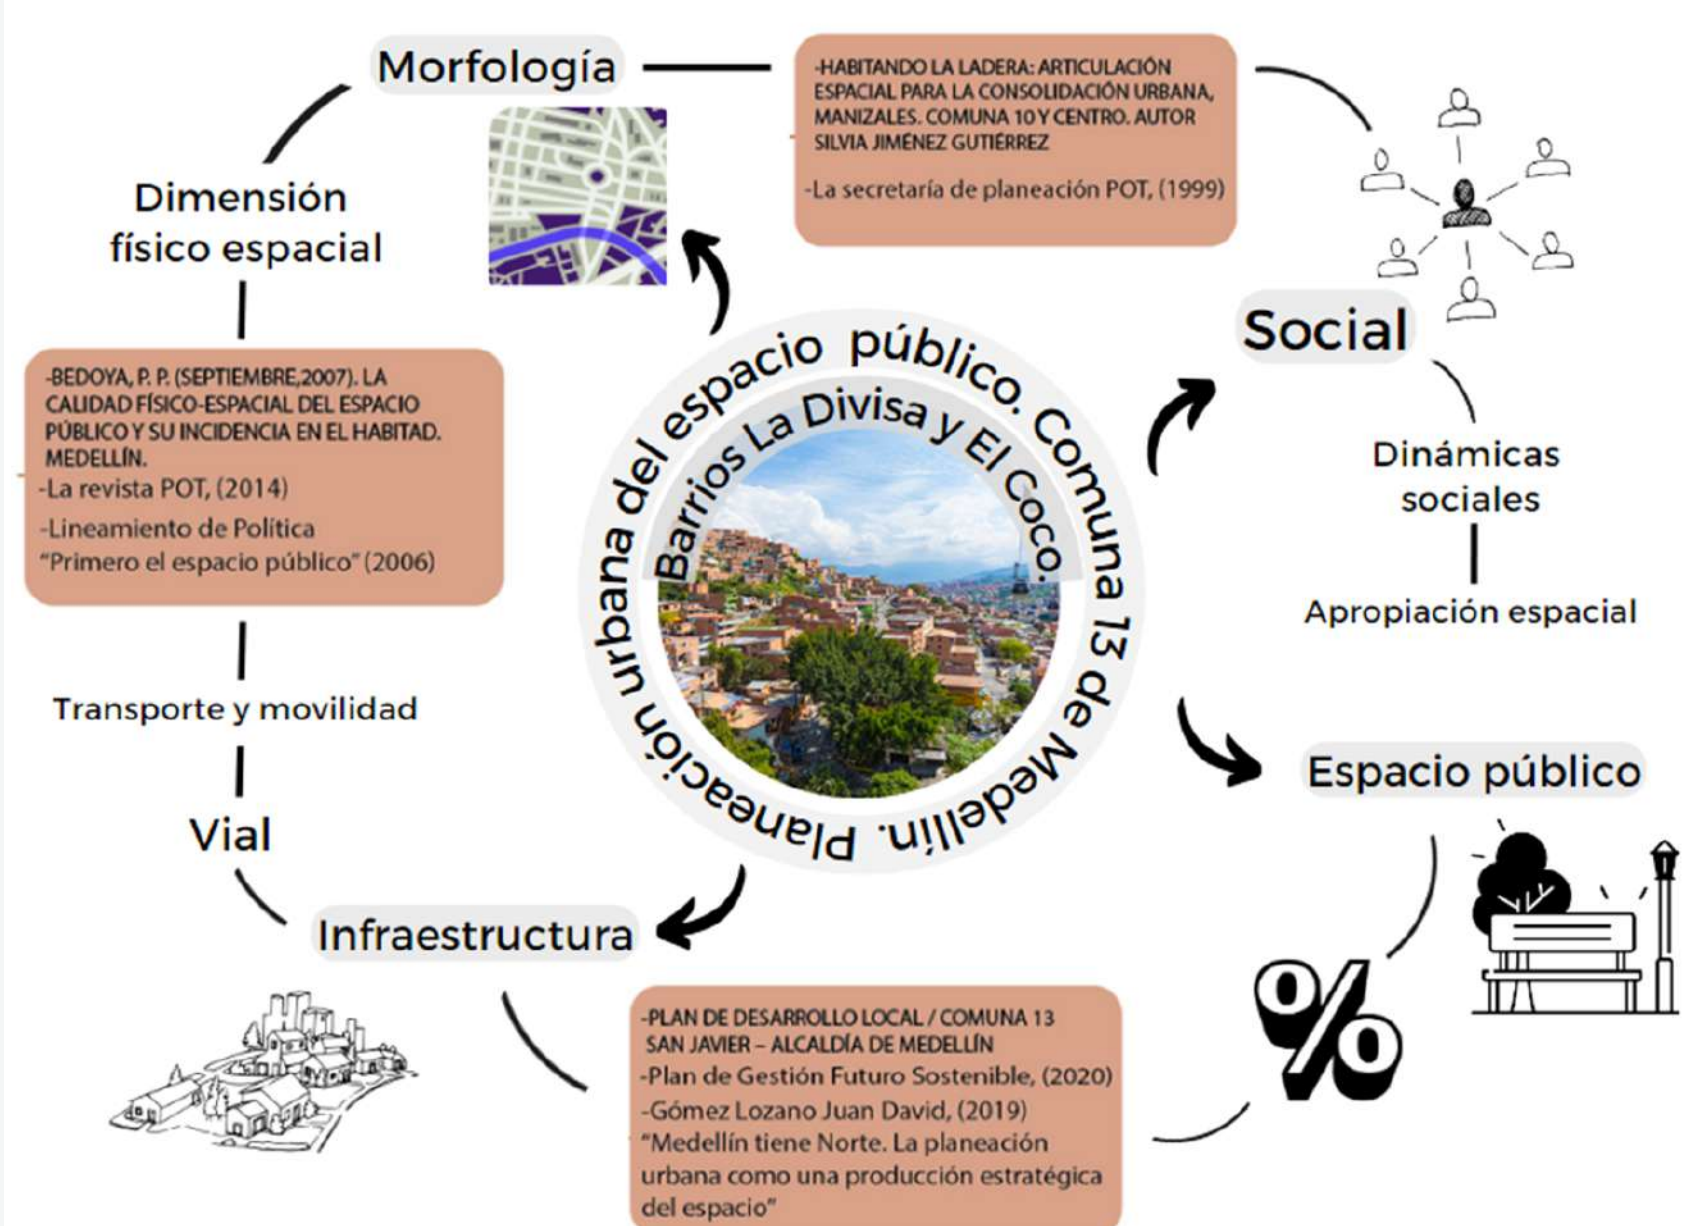 Morfología
-HABITANDO LA LADERA: ARTICULACIÓN
ESPACIAL PARA LA CONSOLIDACIÓN URBANA,
MANIZALES. COMUNA 10 Y CENTRO. AUTOR
SILVIA JIMÉNEZ GUTIÉRREZ
-La secretaría de planeación POT, (1999)
Social
Dinámicas
sociales
Apropiación espacial
Espacio público
%
-PLAN DE DESARROLLO LOCAL / COMUNA 13
SAN JAVIER – ALCALDÍA DE MEDELLÍN
-Plan de Gestión Futuro Sostenible, (2020)
-Gómez Lozano Juan David, (2019)
“Medellín tiene Norte. La planeación
urbana como una producción estratégica
del espacio”
Infraestructura
Vial
Transporte y movilidad
Dimensión
físico espacial
-BEDOYA, P. P. (SEPTIEMBRE,2007). LA
CALIDAD FÍSICO-ESPACIAL DEL ESPACIO
PÚBLICO Y SU INCIDENCIA EN EL HABITAD.
MEDELLÍN.
-La revista POT, (2014)
-Lineamiento de Política
“Primero el espacio público” (2006)
Planeación urbana del espacio público. Comuna 13 de Medellín.
Barrios La Divisa y El Coco.